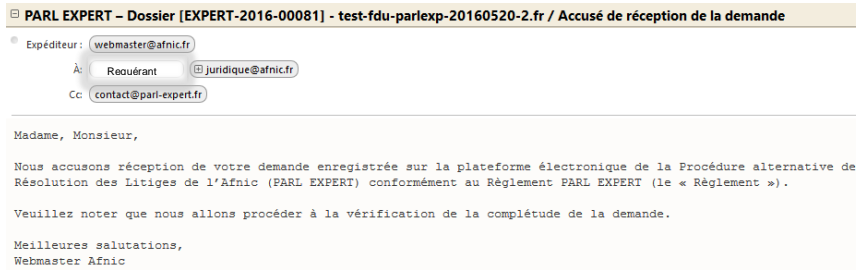 PARL EXPERT – Dossier [EXPERT-2016-00081] - test-fdu-parlexp-20160520-2.fr / Accusé de réception de la demande
Expéditeur : webmaster@afnic.fr
À: Requérant juridique@afnic.fr
Cc: contact@parl-expert.fr
Madame, Monsieur,
Nous accusons réception de votre demande enregistrée sur la plateforme électronique de la Procédure alternative de
Résolution des Litiges de l'Afnic (PARL EXPERT) conformément au Règlement PARL EXPERT (le « Règlement »).
Veuillez noter que nous allons procéder à la vérification de la complétude de la demande.
Meilleures salutations,
Webmaster Afnic